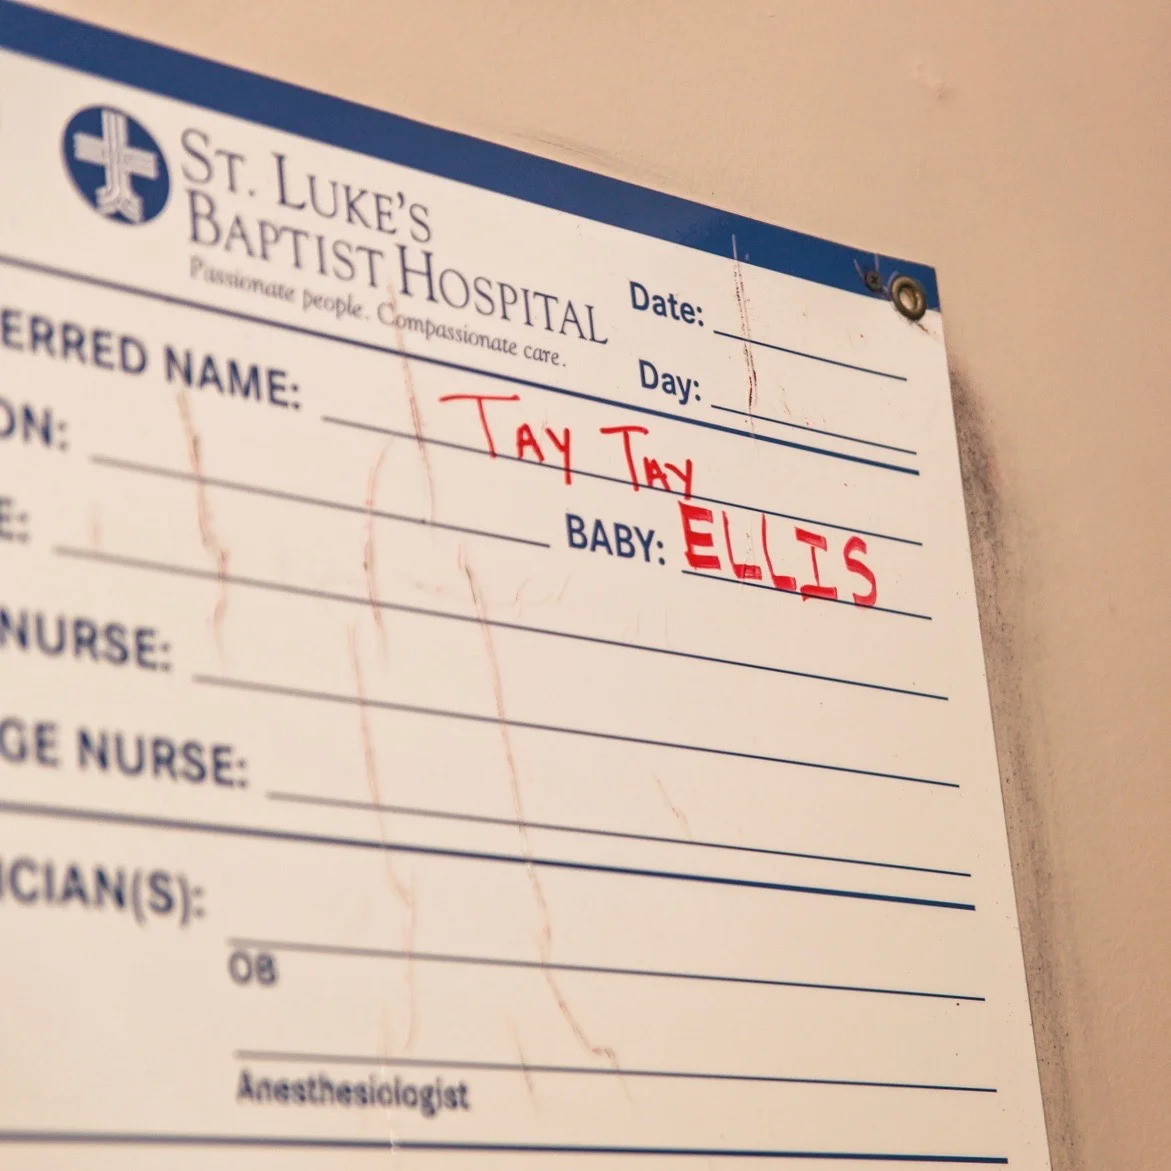 ST. LUKE'S
BAPTIST HOSPITAL
Passionate people. Compassionate care.
Date:
Day:
ERRED NAME: TAY TAY
ON:
BABY: ELLIS
E:
NURSE:
GE NURSE:
ICIAN(S):
OB
Anesthesiologist